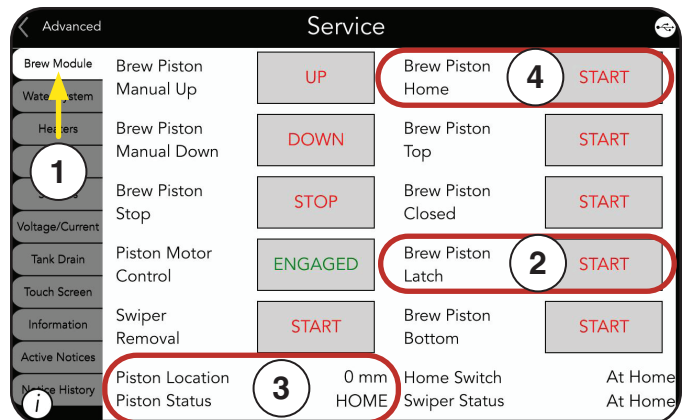 Advanced
Service
Brew Module
Heaters
Voltage/Current
Tank Drain
Touch Screen
Information
Active Notices
History
1
Brew Piston
Manual Up
UP
Brew Piston
Manual Down
DOWN
Brew Piston
Stop
STOP
Piston Motor
Control
ENGAGED
Swiper
Removal
START
Brew Piston
Home
4
START
Brew Piston
Top
START
Brew Piston
Closed
START
Brew Piston
Latch
2
START
Brew Piston
Bottom
START
Piston Location 0 mm
Piston Status HOME
3
Home Switch At Home
Swiper Status At Home
i